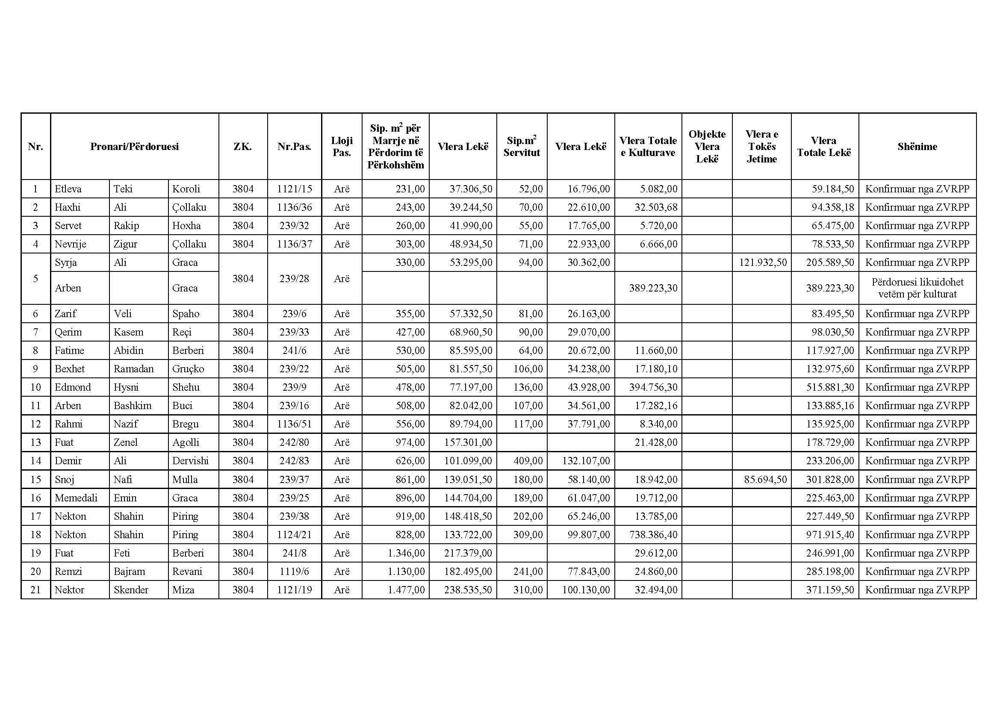 Nr. Pronari/Përdoruesi ZK. Nr.Pas. Lloji Pas. Sip. m² për Marrje në Përdorim të Përkohshëm Vlera Lekë Sip.m² Servitut Vlera Lekë Vlera Totale e Kulturave Objekte Vlera Lekë Vlera e Tokës Jetime Vlera Totale Lekë Shënime
1 Etleva Teki Koroli 3804 1121/15 Arë 231,00 37.306,50 52,00 16.796,00 5.082,00 59.184,50 Konfirmuar nga ZVRPP
2 Haxhi Ali Çollaku 3804 1136/36 Arë 243,00 39.244,50 70,00 22.610,00 32.503,68 94.358,18 Konfirmuar nga ZVRPP
3 Servet Rakip Hoxha 3804 239/32 Arë 260,00 41.990,00 55,00 17.765,00 5.720,00 65.475,00 Konfirmuar nga ZVRPP
4 Nevrije Zigur Çollaku 3804 1136/37 Arë 303,00 48.934,50 71,00 22.933,00 6.666,00 78.533,50 Konfirmuar nga ZVRPP
5 Syrja Ali Graca 3804 239/28 Arë 330,00 53.295,00 94,00 30.362,00 121.932,50 205.589,50 Konfirmuar nga ZVRPP
Arben Graca 389.223,30 389.223,30 Përdoruesi likuidohet vetëm për kulturat
6 Zarif Veli Spaho 3804 239/6 Arë 355,00 57.332,50 81,00 26.163,00 83.495,50 Konfirmuar nga ZVRPP
7 Qerim Kasem Reçi 3804 239/33 Arë 427,00 68.960,50 90,00 29.070,00 98.030,50 Konfirmuar nga ZVRPP
8 Fatime Abidin Berberi 3804 241/6 Arë 530,00 85.595,00 64,00 20.672,00 11.660,00 117.927,00 Konfirmuar nga ZVRPP
9 Bexhet Ramadan Gruçko 3804 239/22 Arë 505,00 81.557,50 106,00 34.238,00 17.180,10 132.975,60 Konfirmuar nga ZVRPP
10 Edmond Hysni Shehu 3804 239/9 Arë 478,00 77.197,00 136,00 43.928,00 394.756,30 515.881,30 Konfirmuar nga ZVRPP
11 Arben Bashkim Buci 3804 239/16 Arë 508,00 82.042,00 107,00 34.561,00 17.282,16 133.885,16 Konfirmuar nga ZVRPP
12 Rahmi Nazif Bregu 3804 1136/51 Arë 556,00 89.794,00 117,00 37.791,00 8.340,00 135.925,00 Konfirmuar nga ZVRPP
13 Fuat Zenel Agolli 3804 242/80 Arë 974,00 157.301,00 21.428,00 178.729,00 Konfirmuar nga ZVRPP
14 Demir Ali Dervishi 3804 242/83 Arë 626,00 101.099,00 409,00 132.107,00 233.206,00 Konfirmuar nga ZVRPP
15 Snoj Nafi Mulla 3804 239/37 Arë 861,00 139.051,50 180,00 58.140,00 18.942,00 85.694,50 301.828,00 Konfirmuar nga ZVRPP
16 Memedali Emin Graca 3804 239/25 Arë 896,00 144.704,00 189,00 61.047,00 19.712,00 225.463,00 Konfirmuar nga ZVRPP
17 Nekton Shahin Piring 3804 239/38 Arë 919,00 148.418,50 202,00 65.246,00 13.785,00 227.449,50 Konfirmuar nga ZVRPP
18 Nekton Shahin Piring 3804 1124/21 Arë 828,00 133.722,00 309,00 99.807,00 738.386,40 971.915,40 Konfirmuar nga ZVRPP
19 Fuat Feti Berberi 3804 241/8 Arë 1.346,00 217.379,00 29.612,00 246.991,00 Konfirmuar nga ZVRPP
20 Remzi Bajram Revani 3804 1119/6 Arë 1.130,00 182.495,00 241,00 77.843,00 24.860,00 285.198,00 Konfirmuar nga ZVRPP
21 Nektor Skender Miza 3804 1121/19 Arë 1.477,00 238.535,50 310,00 100.130,00 32.494,00 371.159,50 Konfirmuar nga ZVRPP